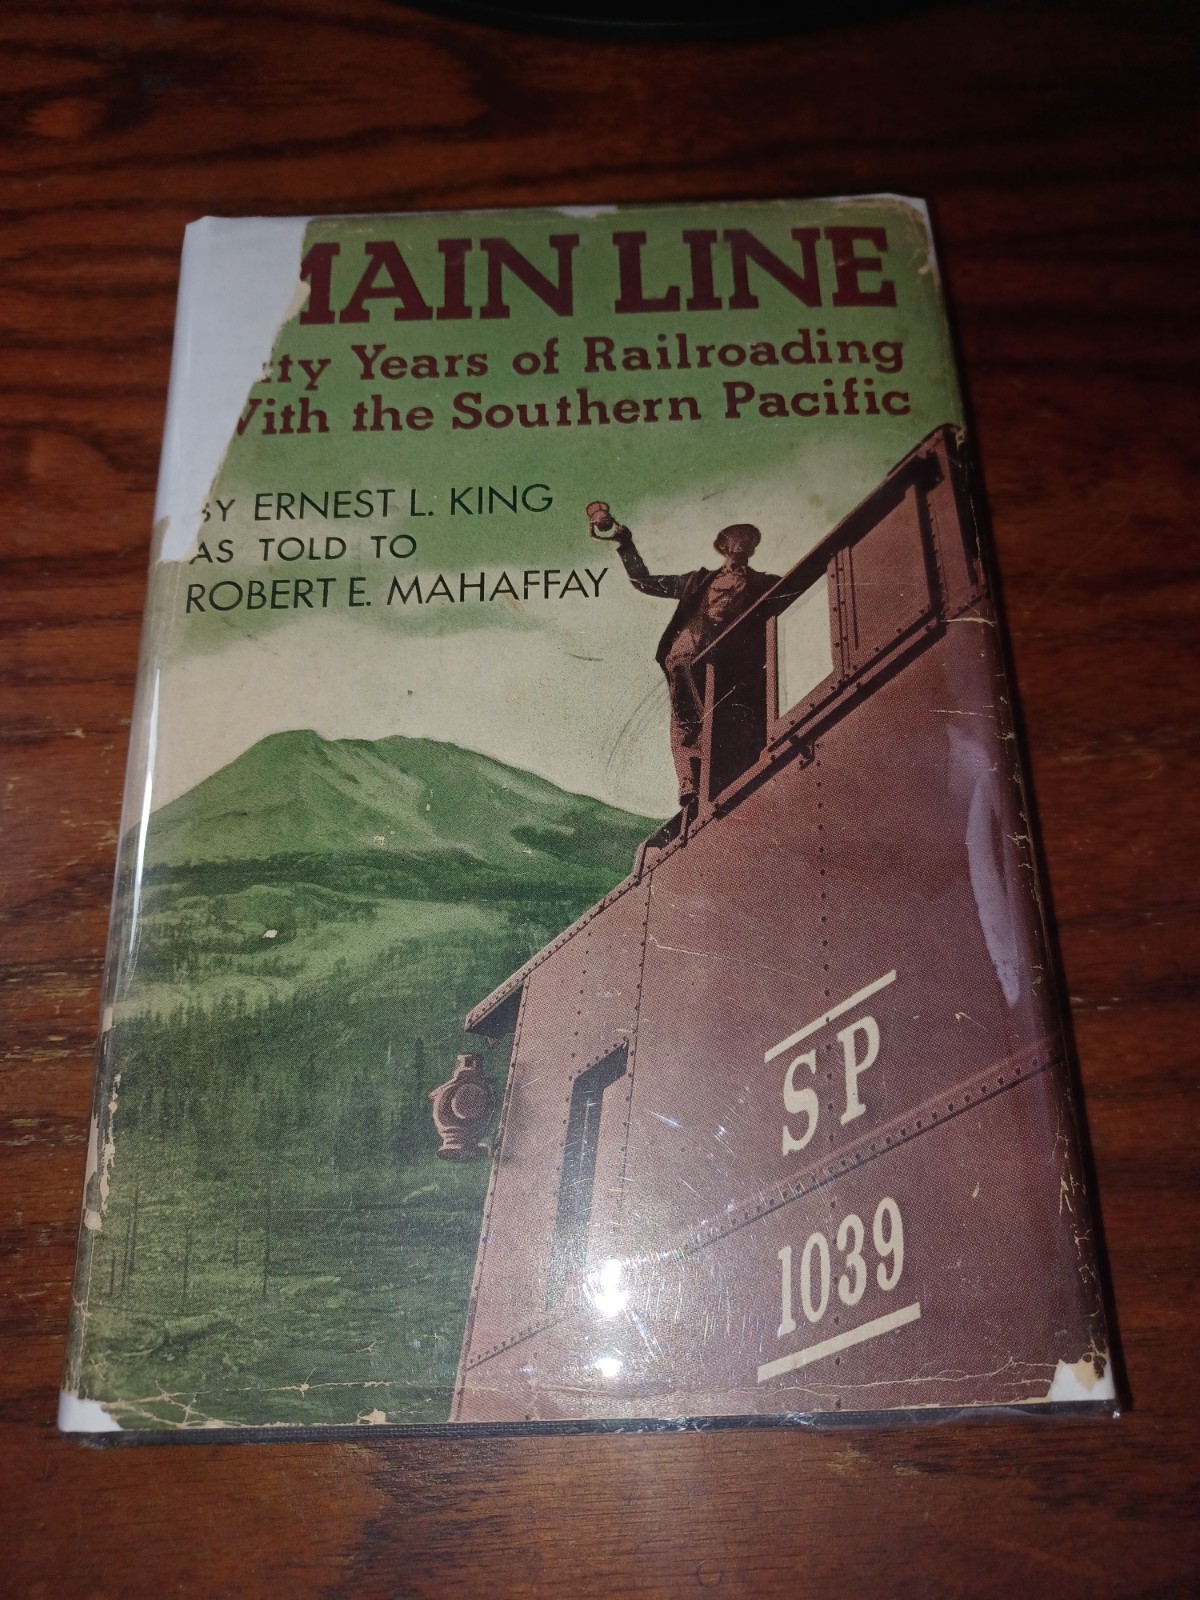 MAIN LINE
ty Years of Railroading
With the Southern Pacific
BY ERNEST L. KING
AS TOLD TO
ROBERT E. MAHAFFAY
SP
1039